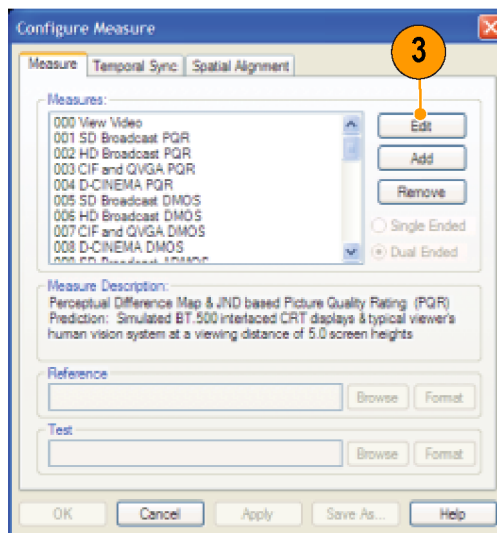 Configure Measure
3
Measure Temporal Sync Spatial Alignment
Measures:
000 View Video
001 SD Broadcast PQR
002 HD Broadcast PQR
003 CIF and QVGA PQR
004 D-CINEMA PQR
005 SD Broadcast DMOS
006 HD Broadcast DMOS
007 CIF and QVGA DMOS
008 D-CINEMA DMOS
009 SD Broadcast ADMOS
Edit
Add
Remove
Single Ended
Dual Ended
Measure Description:
Perceptual Difference Map & JND based Picture Quality Rating (PQR)
Prediction: Simulated BT.500 interlaced CRT displays & typical viewer's
human vision system at a viewing distance of 5.0 screen heights
Reference
Browse Format
Test
Browse Format
OK Cancel Apply Save As... Help